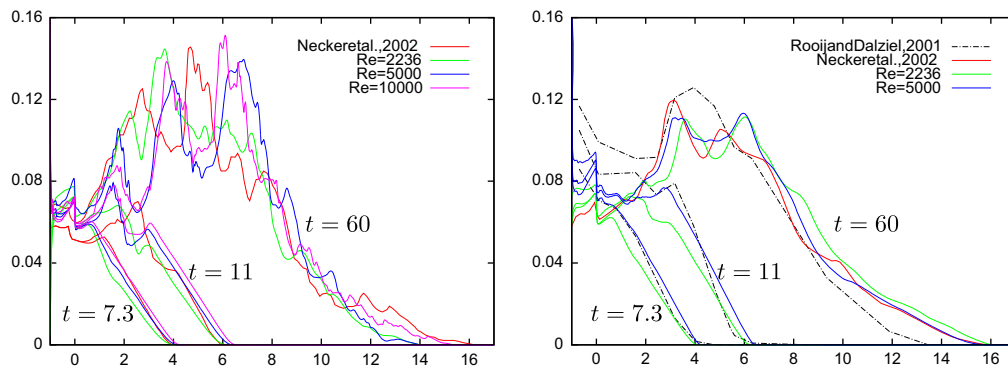 0.16
0.12
0.08
0.04
0
0 2 4 6 8 10 12 14 16
Neckeretal.,2002
Re=2236
Re=5000
Re=10000
t = 60
t = 11
t = 7.3
0.16
0.12
0.08
0.04
0
0 2 4 6 8 10 12 14 16
RooijandDalziel,2001
Neckeretal.,2002
Re=2236
Re=5000
t = 60
t = 11
t = 7.3